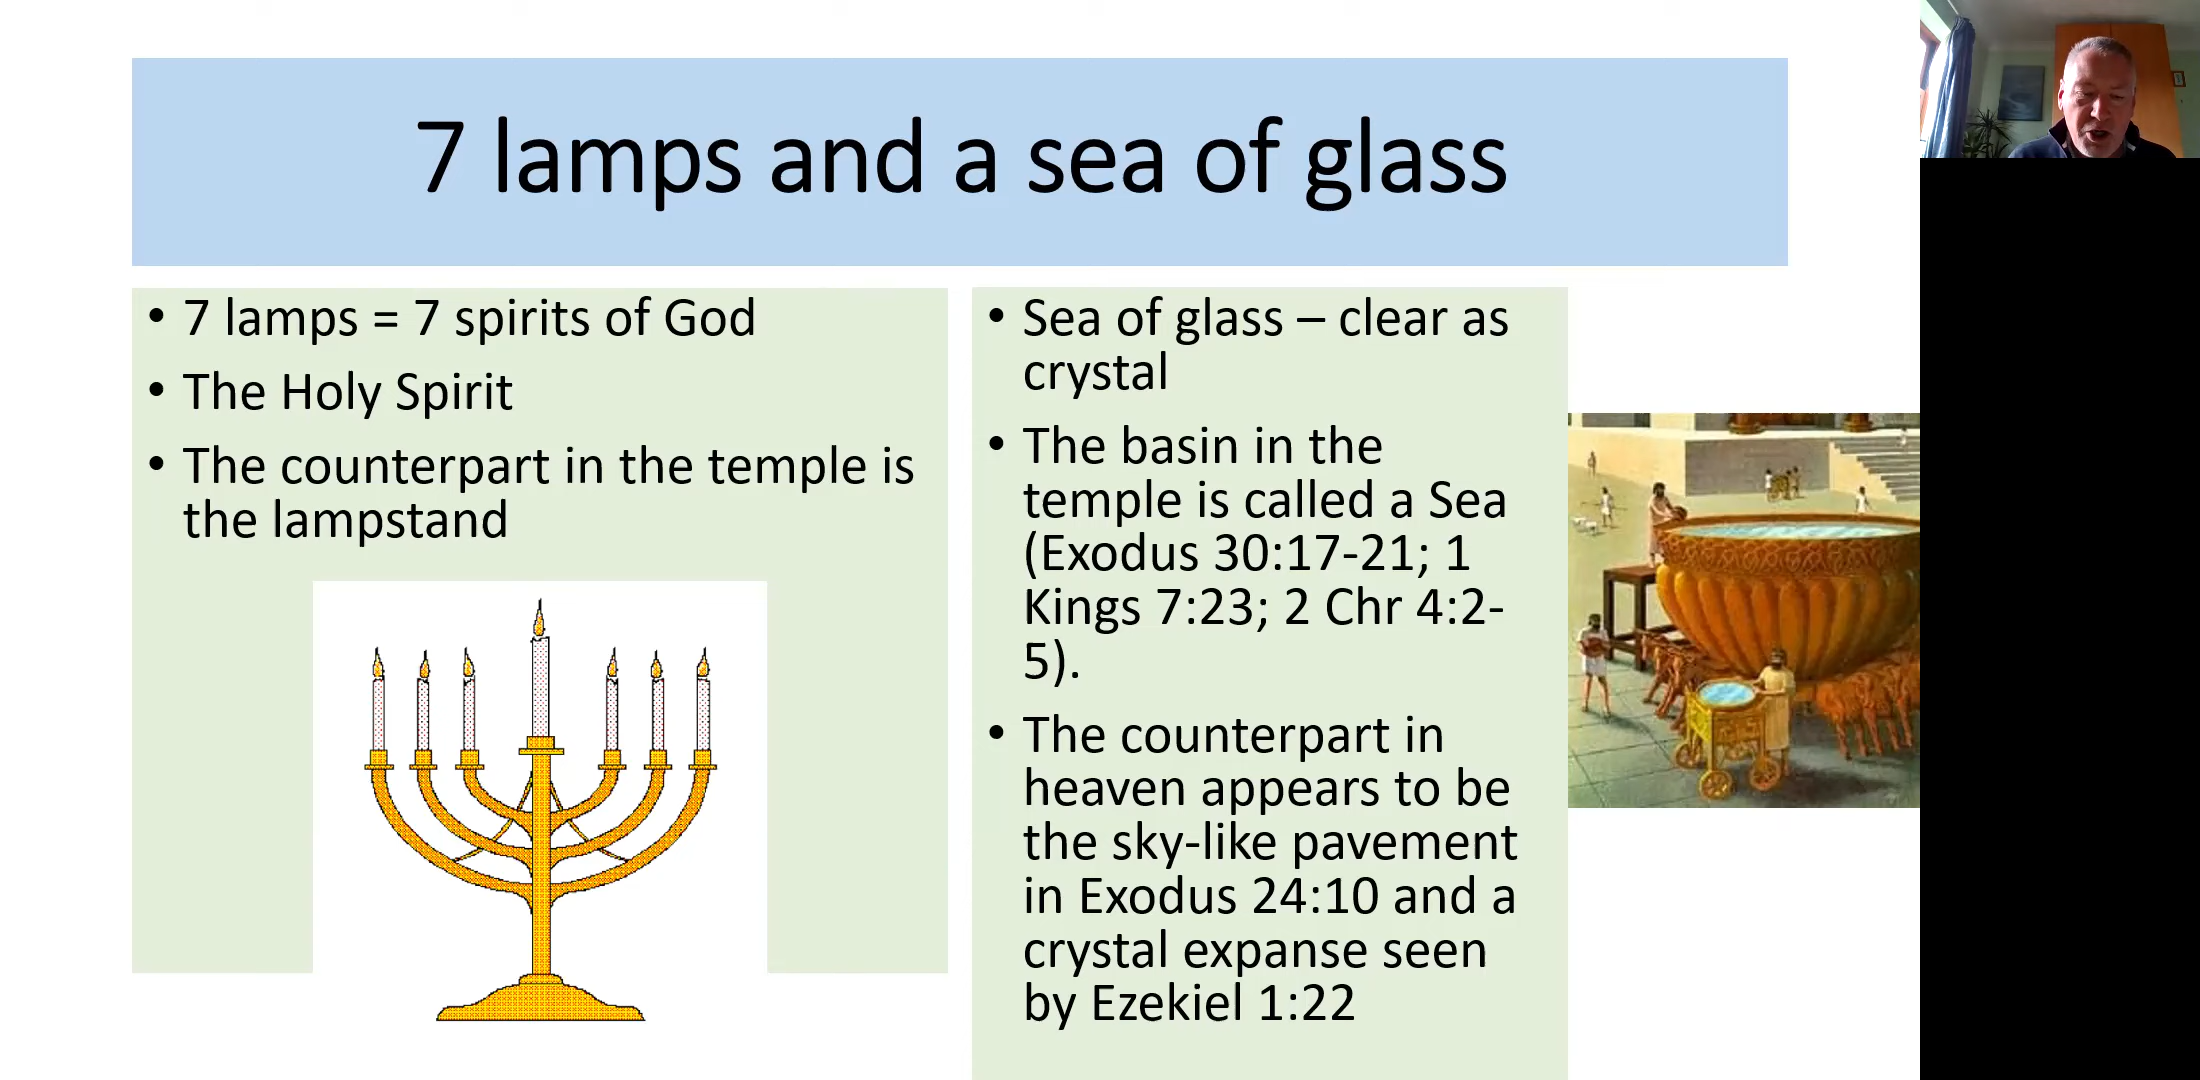 7 lamps and a sea of glass
• 7 lamps = 7 spirits of God
• The Holy Spirit
• The counterpart in the temple is
the lampstand
• Sea of glass – clear as
crystal
• The basin in the
temple is called a Sea
(Exodus 30:17-21; 1
Kings 7:23; 2 Chr 4:2-
5).
• The counterpart in
heaven appears to be
the sky-like pavement
in Exodus 24:10 and a
crystal expanse seen
by Ezekiel 1:22